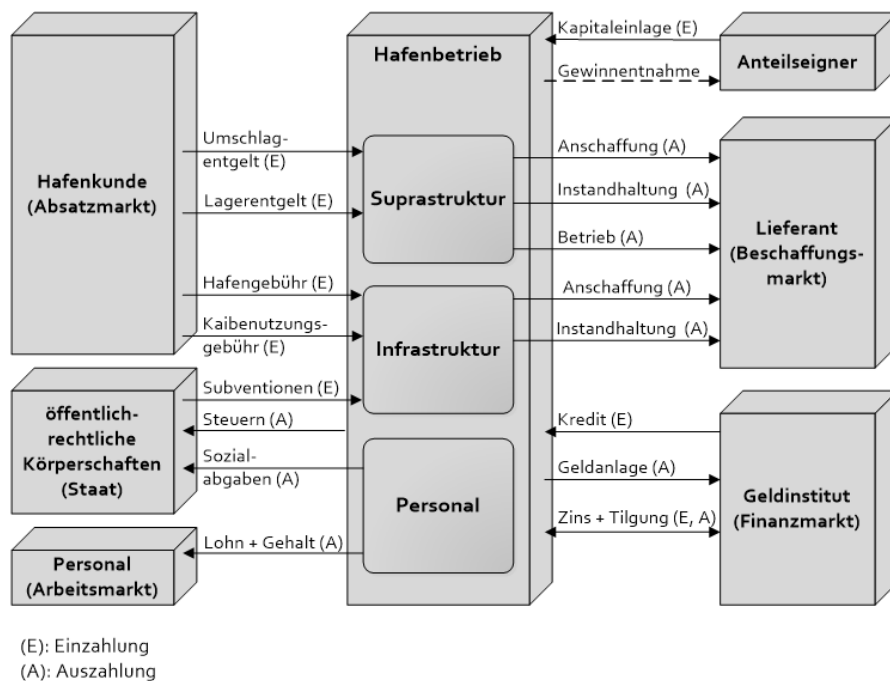 Hafenkunde
(Absatzmarkt)
öffentlich-
rechtliche
Körperschaften
(Staat)
Personal
(Arbeitsmarkt)
Umschlag-
entgelt (E)
Lagerentgelt (E)
Hafengebühr (E)
Kaibenutzungs-
gebühr (E)
Subventionen (E)
Steuern (A)
Sozial-
abgaben (A)
Lohn + Gehalt (A)
Hafenbetrieb
Suprastruktur
Infrastruktur
Personal
Kapitaleinlage (E)
Gewinnentnahme
Anschaffung (A)
Instandhaltung (A)
Betrieb (A)
Anschaffung (A)
Instandhaltung (A)
Kredit (E)
Geldanlage (A)
Zins + Tilgung (E, A)
Anteilseigner
Lieferant
(Beschaffungs-
markt)
Geldinstitut
(Finanzmarkt)
(E): Einzahlung
(A): Auszahlung